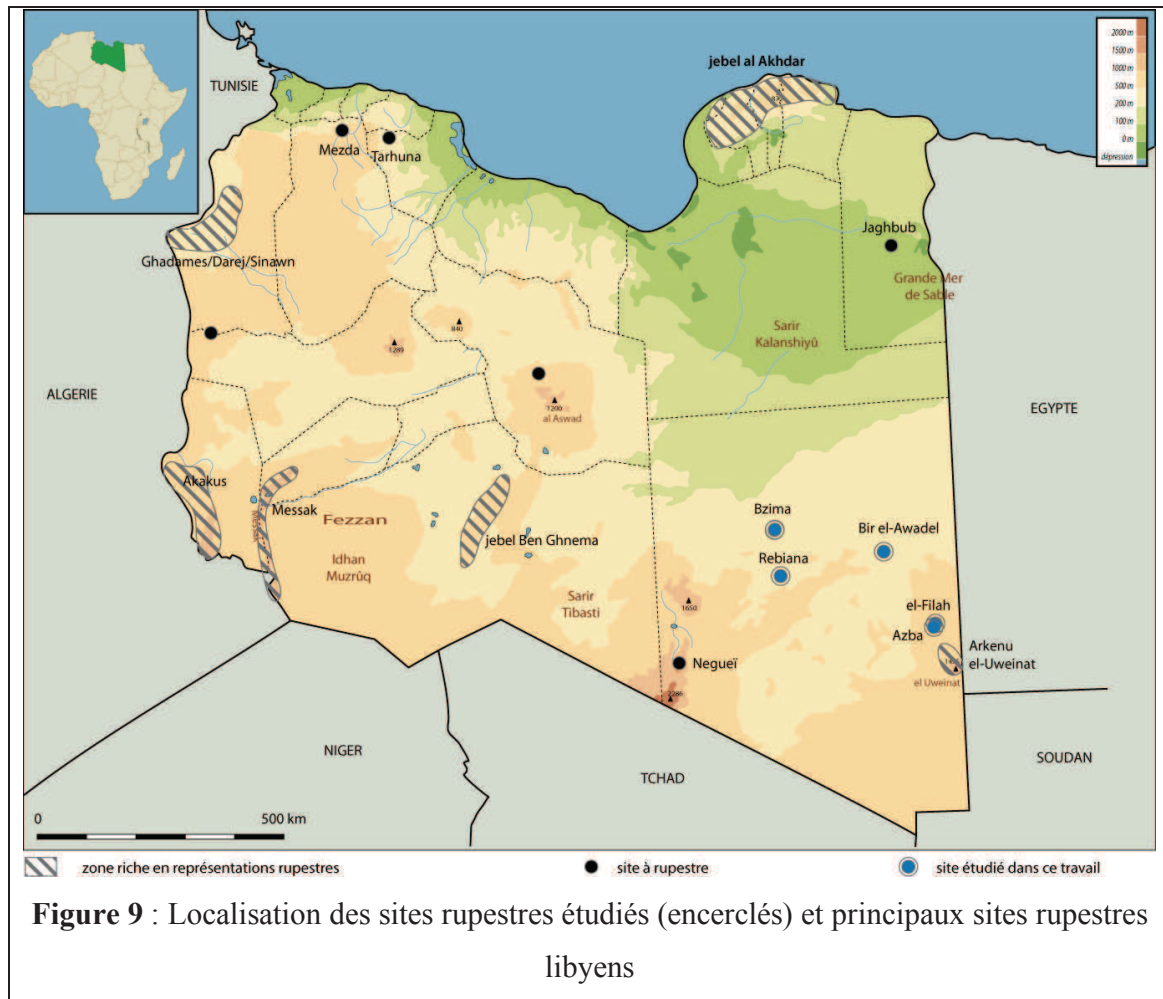 TUNISIE
jebel al Akhdar
2000 m
1500 m
1000 m
500 m
200 m
100 m
0 m
dépression
Mezda
Tarhuna
Jaghbub
Ghadames/Darej/Sinawn
Grande Mer
de Sable
Sarir
Kalanshiyû
840
1289
ALGERIE
EGYPTE
1200
al Aswad
Akakus
Messak
Fezzan
jebel Ben Ghnema
Idhan
Muzrûq
Bzima
Bir el-Awadel
Rebiana
Sarir
Tibasti
1650
el-Filah
Azba
Arkenu
el-Uweinat
Negueï
el Uweinat
NIGER
TCHAD
SOUDAN
0 500 km
zone riche en représentations rupestres
site à rupestre
site étudié dans ce travail
Figure 9 : Localisation des sites rupestres étudiés (encerclés) et principaux sites rupestres
libyens